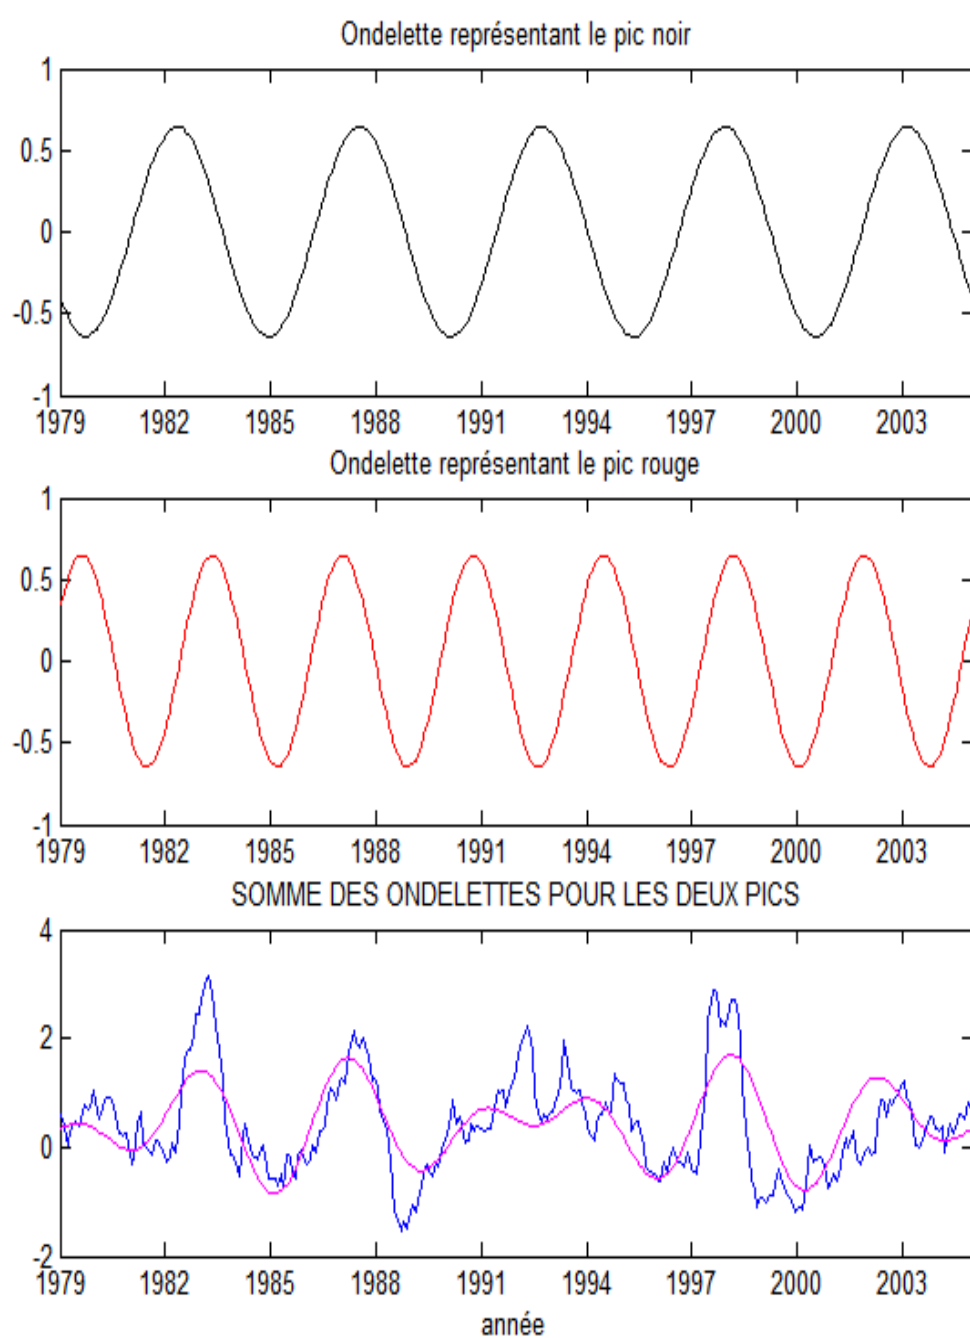 Ondelette représentant le pic noir
1
0.5
0
-0.5
-1
1979 1982 1985 1988 1991 1994 1997 2000 2003
Ondelette représentant le pic rouge
1
0.5
0
-0.5
-1
1979 1982 1985 1988 1991 1994 1997 2000 2003
SOMME DES ONDELETTES POUR LES DEUX PICS
4
2
0
-2
1979 1982 1985 1988 1991 1994 1997 2000 2003
année